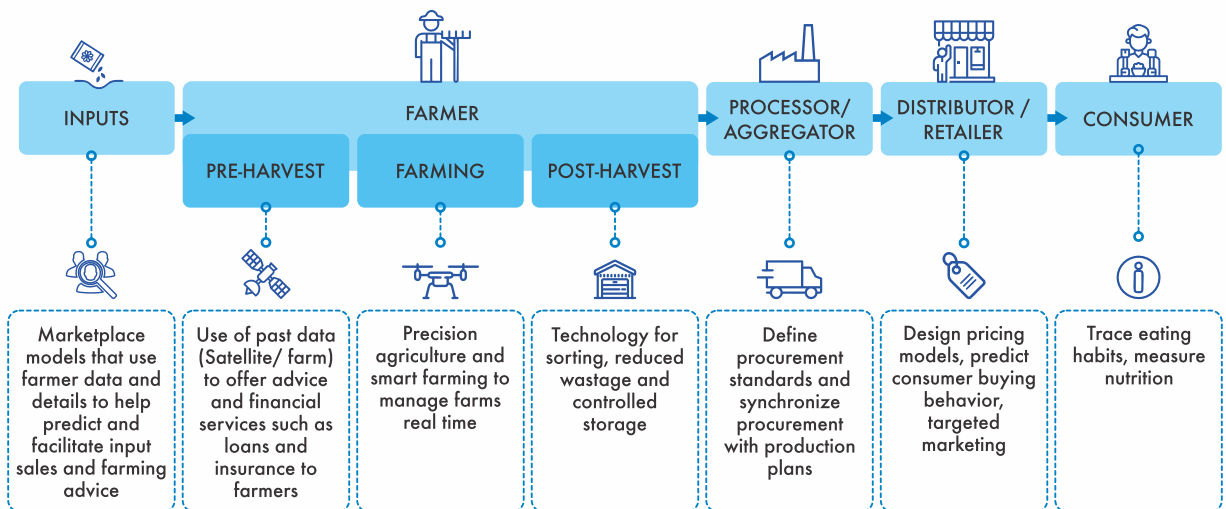 INPUTS
FARMER
PROCESSOR/
AGGREGATOR
DISTRIBUTOR /
RETAILER
CONSUMER
PRE-HARVEST
FARMING
POST-HARVEST
Marketplace
models that use
farmer data and
details to help
predict and
facilitate input
sales and farming
advice
Use of past data
(Satellite/ farm)
to offer advice
and financial
services such as
loans and
insurance to
farmers
Precision
agriculture and
smart farming to
manage farms
real time
Technology for
sorting, reduced
wastage and
controlled
storage
Define
procurement
standards and
synchronize
procurement
with production
plans
Design pricing
models, predict
consumer buying
behavior,
targeted
marketing
Trace eating
habits, measure
nutrition